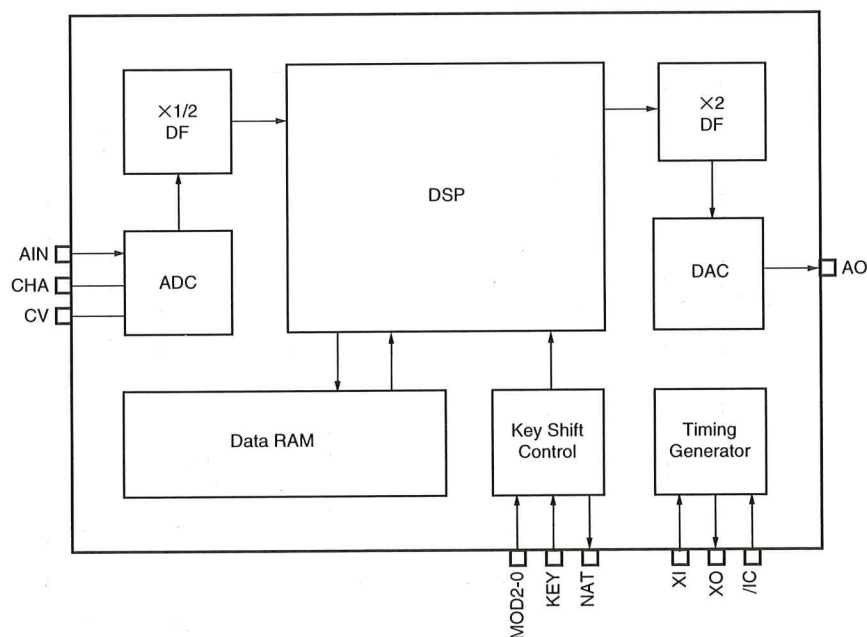 ×1/2
DF
DSP
×2
DF
AIN
CHA
CV
ADC
DAC
AO
Data RAM
Key Shift
Control
Timing
Generator
MOD2-0
KEY
NAT
XI
XO
/IC